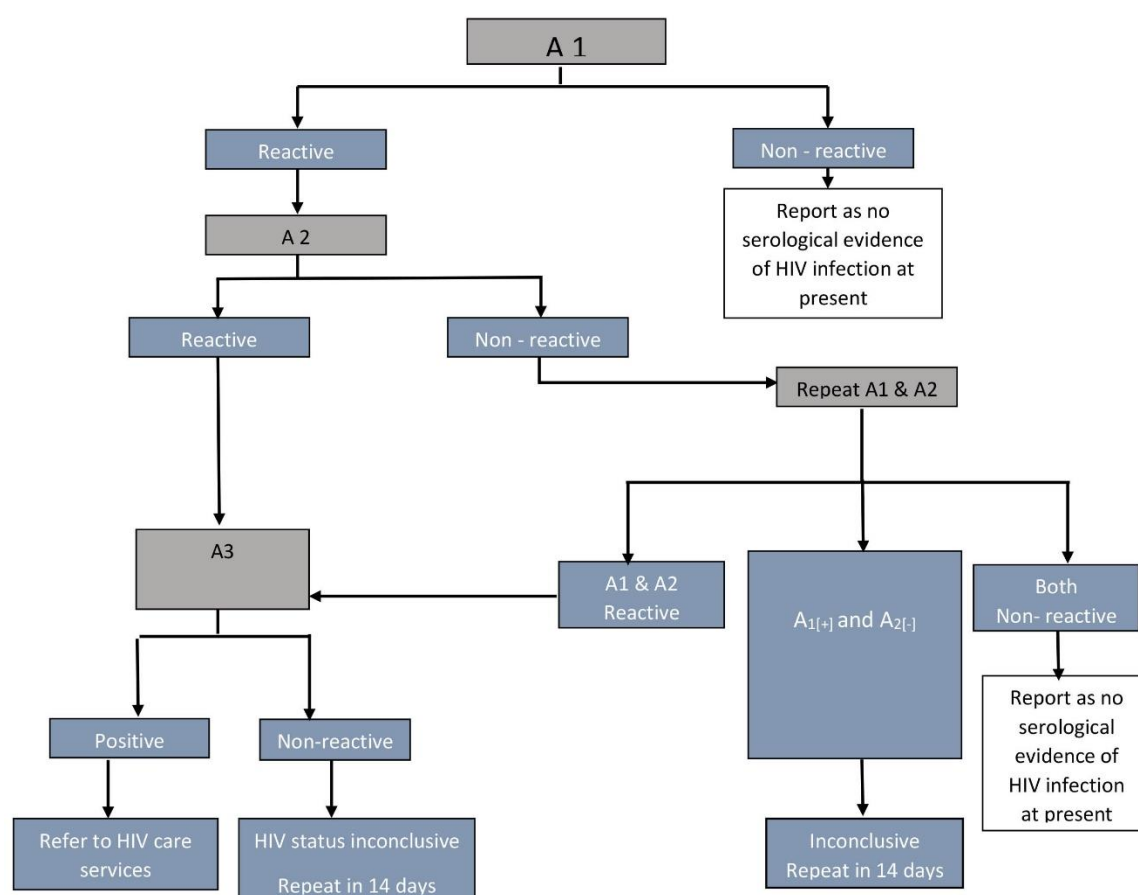 A 1
Reactive
Non - reactive
Report as no
serological evidence
of HIV infection at
present
A 2
Reactive
Non - reactive
Repeat A1 & A2
A3
A1 & A2
Reactive
A1[+] and A2[-]
Both
Non- reactive
Positive
Non-reactive
Report as no
serological
evidence of
HIV infection
at present
Refer to HIV care
services
HIV status inconclusive
Repeat in 14 days
Inconclusive
Repeat in 14 days